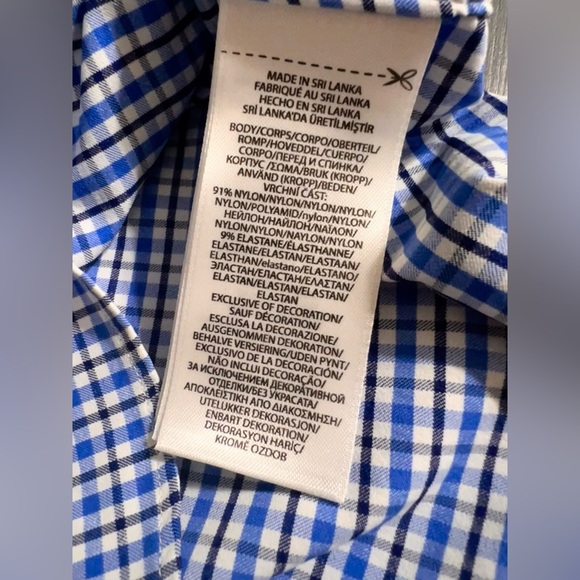 MADE IN SRI LANKA
FABRIQUÉ AU SRI LANKA
HECHO EN SRI LANKA
SRİ LANKA'DA ÜRETİLMİŞTİR
BODY/CORPS/CORPO/OBERTEIL/
ROMP/HOVEDDEL/CUERPO/
CORPO/ПЕРЕД И СПИНКА/
КОРПУС /ΣΩΜΑ/BRUK (KROPP)/
ANVÄND (KROPP)/BEDEN/
VRCHNÍ ČÁST:
91% NYLON/NYLON/NYLON/NYLON/
NYLON/POLYAMID/nylon/NYLON/
НЕЙЛОН/НАЙЛОН/ΝΑΪΛΟΝ/
NYLON/NYLON/NAYLON/NYLON
9% ELASTANE/ÉLASTHANNE/
ELASTANE/ELASTAN/ELASTAAN/
ELASTHAN/elastano/ELASTANO/
ЭЛАСТАН/ЕЛАСТАН/ΕΛΑΣΤΑΝ/
ELASTAN/ELASTAN/ELASTAN/
ELASTAN
EXCLUSIVE OF DECORATION/
SAUF DÉCORATION/
ESCLUSA LA DECORAZIONE/
AUSGENOMMEN DEKORATION/
BEHALVE VERSIERING/UDEN PYNT/
EXCLUSIVO DE LA DECORACIÓN/
NÃO INCLUI DECORAÇÃO/
ЗА ИСКЛЮЧЕНИЕМ ДЕКОРАТИВНОЙ
ОТДЕЛКИ/БЕЗ УКРАСАТА/
ΑΠΟΚΛΕΙΣΤΙΚΗ ΑΠΟ ΔΙΑΚΟΣΜΗΣΗ/
UTELUKKER DEKORASJON/
ENBART DEKORATION/
DEKORASYON HARİÇ/
KROMĚ OZDOB